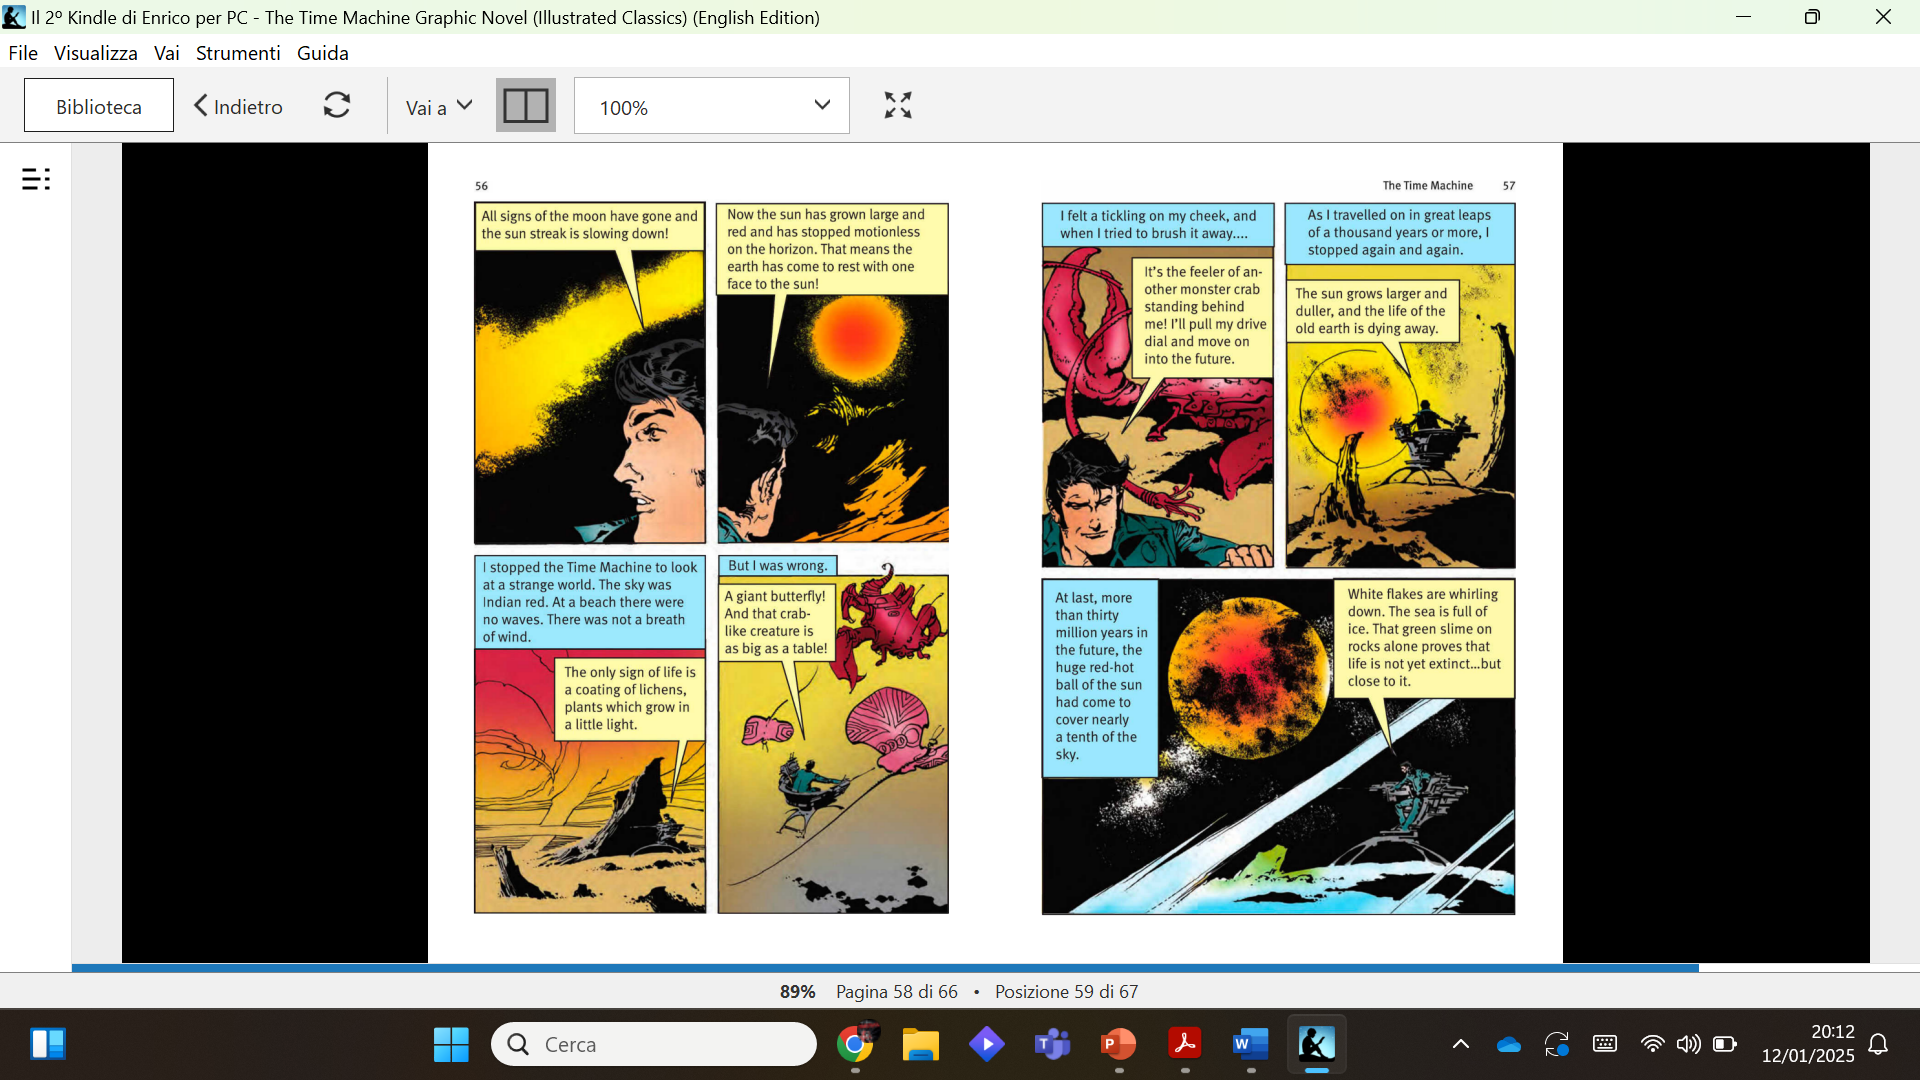 Il 2º Kindle di Enrico per PC - The Time Machine Graphic Novel (Illustrated Classics) (English Edition)
File Visualizza Vai Strumenti Guida
Biblioteca
Indietro
Vai a
100%
56
All signs of the moon have gone and
the sun streak is slowing down!
Now the sun has grown large and
red and has stopped motionless
on the horizon. That means the
earth has come to rest with one
face to the sun!
I stopped the Time Machine to look
at a strange world. The sky was
Indian red. At a beach there were
no waves. There was not a breath
of wind.
The only sign of life is
a coating of lichens,
plants which grow in
a little light.
But I was wrong.
A giant butterfly!
And that crab-
like creature is
as big as a table!
The Time Machine 57
I felt a tickling on my cheek, and
when I tried to brush it away....
It's the feeler of an-
other monster crab
standing behind
me! I'll pull my drive
dial and move on
into the future.
As I travelled on in great leaps
of a thousand years or more, I
stopped again and again.
The sun grows larger and
duller, and the life of the
old earth is dying away.
At last, more
than thirty
million years in
the future, the
huge red-hot
ball of the sun
had come to
cover nearly
a tenth of the
sky.
White flakes are whirling
down. The sea is full of
ice. That green slime on
rocks alone proves that
life is not yet extinct...but
close to it.
89% Pagina 58 di 66 • Posizione 59 di 67
Cerca
20:12
12/01/2025